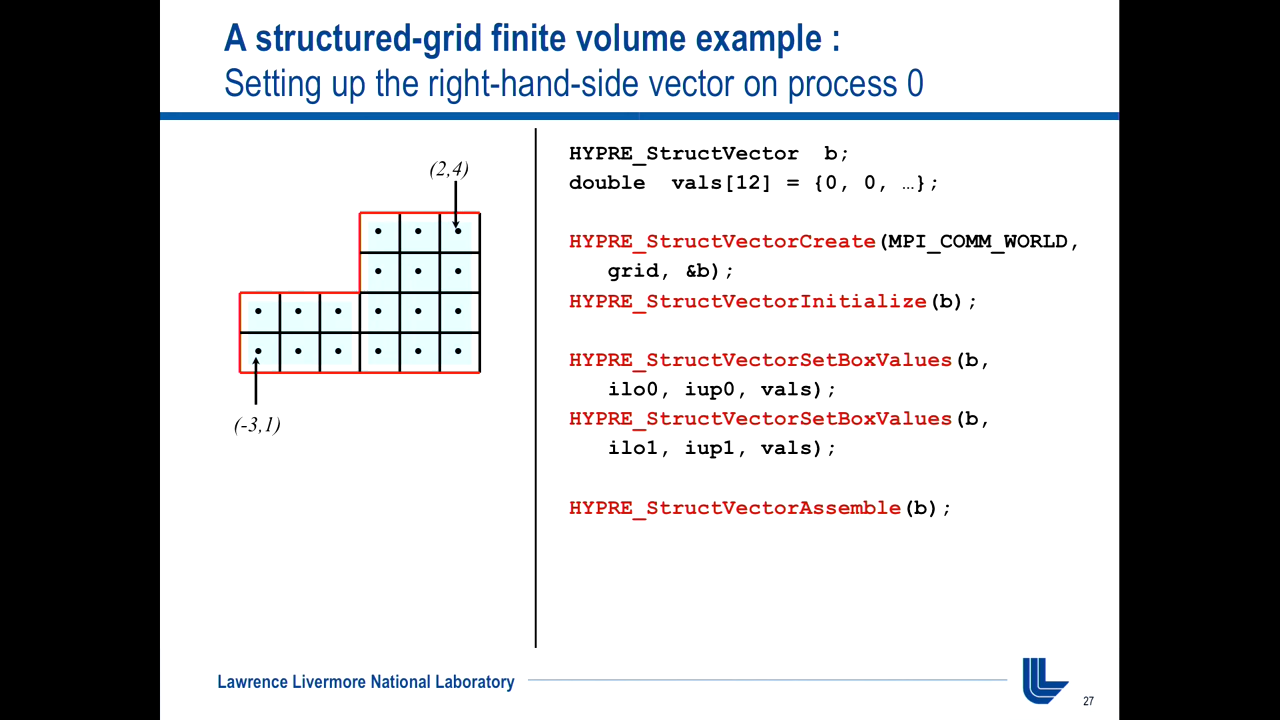 A structured-grid finite volume example :
Setting up the right-hand-side vector on process 0
(2,4)
(-3,1)
HYPRE_StructVector  b;
double  vals[12] = {0, 0, …};
HYPRE_StructVectorCreate(MPI_COMM_WORLD,
grid, &b);
HYPRE_StructVectorInitialize(b);
HYPRE_StructVectorSetBoxValues(b,
ilo0, iup0, vals);
HYPRE_StructVectorSetBoxValues(b,
ilo1, iup1, vals);
HYPRE_StructVectorAssemble(b);
Lawrence Livermore National Laboratory
27